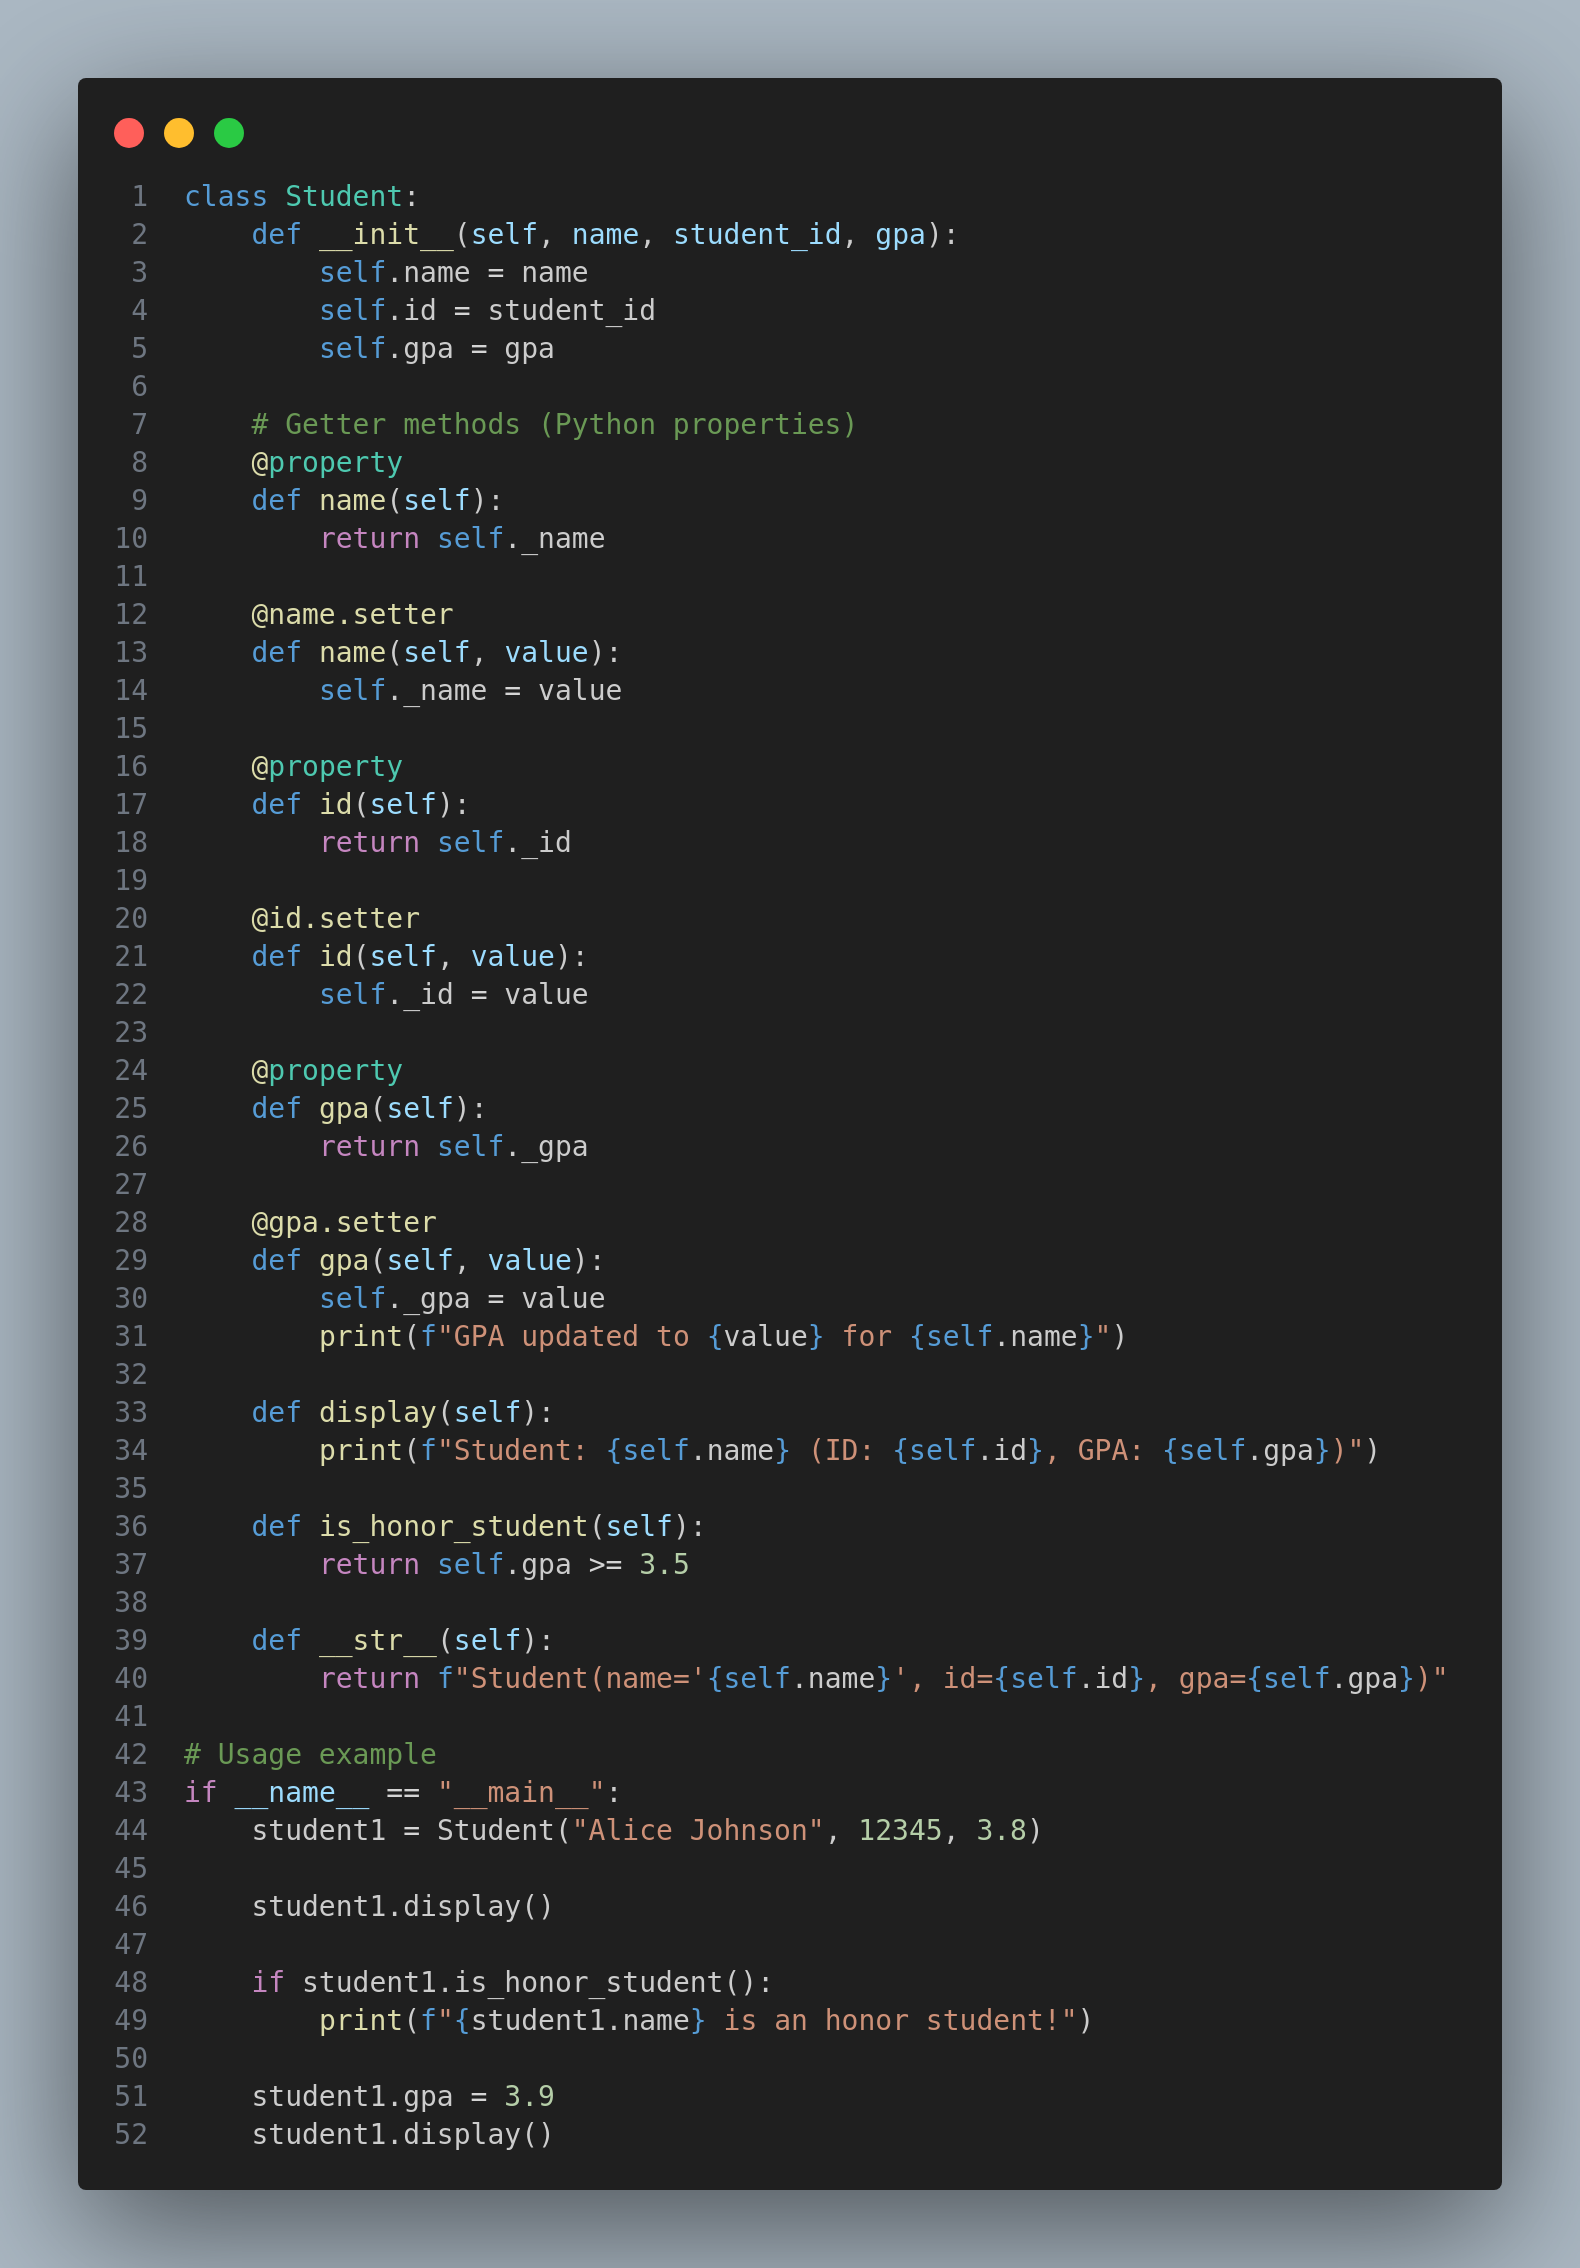 1 class Student:
2     def __init__(self, name, student_id, gpa):
3         self.name = name
4         self.id = student_id
5         self.gpa = gpa
6
7     # Getter methods (Python properties)
8     @property
9     def name(self):
10         return self._name
11
12     @name.setter
13     def name(self, value):
14         self._name = value
15
16     @property
17     def id(self):
18         return self._id
19
20     @id.setter
21     def id(self, value):
22         self._id = value
23
24     @property
25     def gpa(self):
26         return self._gpa
27
28     @gpa.setter
29     def gpa(self, value):
30         self._gpa = value
31         print(f"GPA updated to {value} for {self.name}")
32
33     def display(self):
34         print(f"Student: {self.name} (ID: {self.id}, GPA: {self.gpa})")
35
36     def is_honor_student(self):
37         return self.gpa >= 3.5
38
39     def __str__(self):
40         return f"Student(name='{self.name}', id={self.id}, gpa={self.gpa})"
41
42 # Usage example
43 if __name__ == "__main__":
44     student1 = Student("Alice Johnson", 12345, 3.8)
45
46     student1.display()
47
48     if student1.is_honor_student():
49         print(f"{student1.name} is an honor student!")
50
51     student1.gpa = 3.9
52     student1.display()